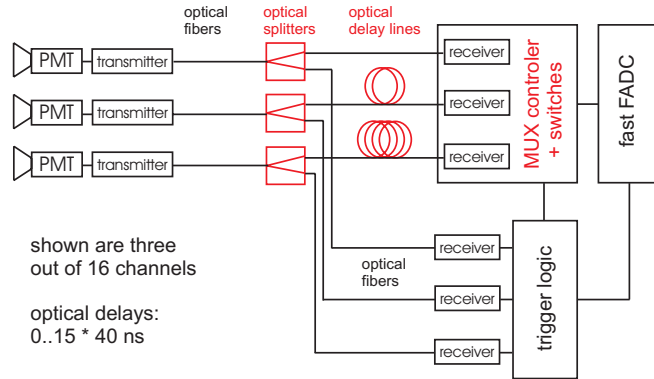 optical
fibers
optical
splitters
optical
delay lines
PMT
transmitter
receiver
PMT
transmitter
receiver
PMT
transmitter
receiver
MUX controler
+ switches
fast FADC
shown are three
out of 16 channels
optical delays:
0..15 * 40 ns
optical
fibers
receiver
receiver
receiver
trigger logic